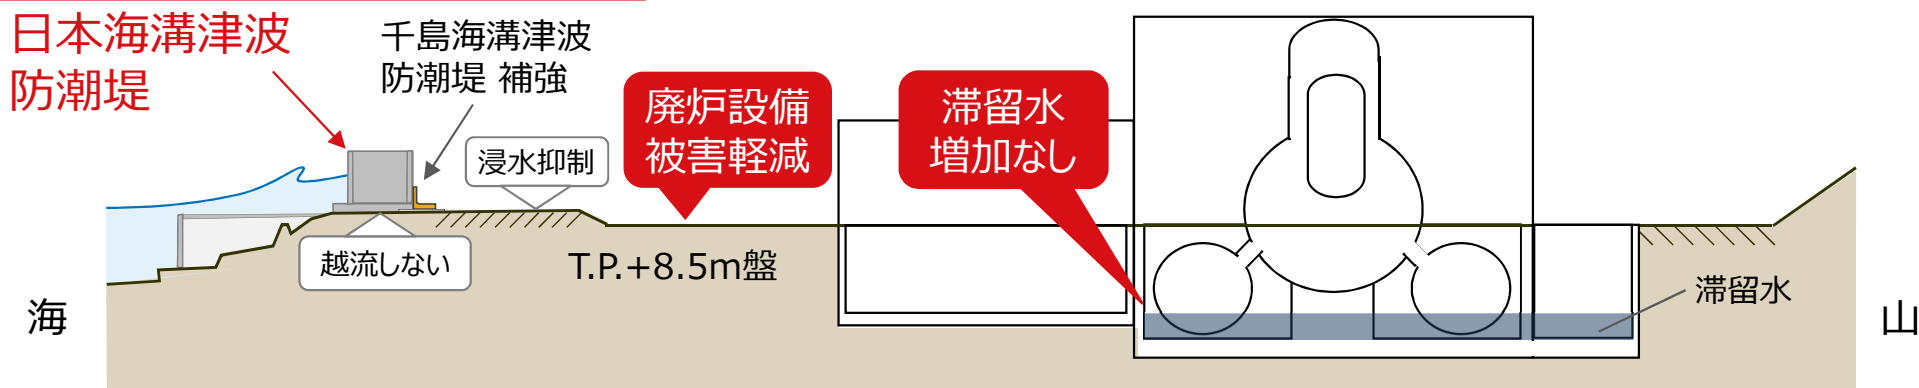 日本海溝津波
防潮堤
千島海溝津波
防潮堤 補強
浸水抑制
廃炉設備
被害軽減
滞留水
増加なし
越流しない
T.P.+8.5m盤
滞留水
海
山